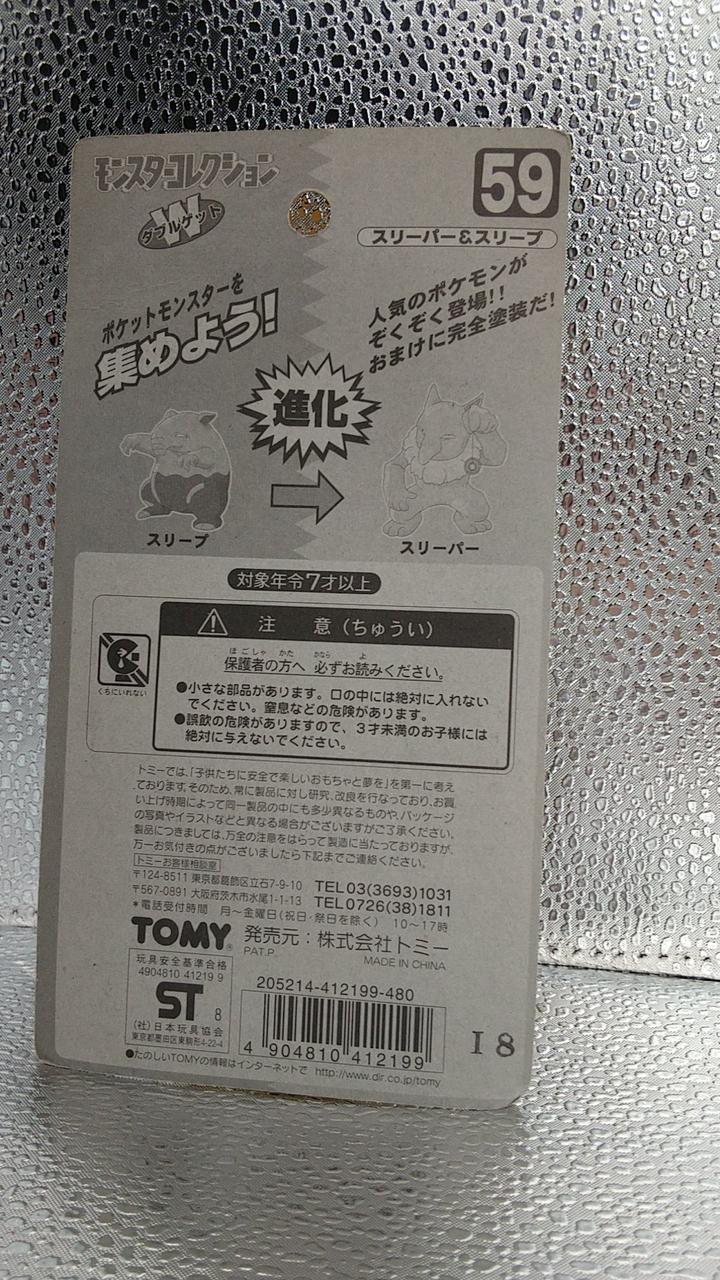 モンスターコレクション
W
ダブルゲット
59
スリーパー&スリープ
ポケットモンスターを
集めよう!
人気のポケモンが
ぞくぞく登場!!
おまけに完全塗装だ!
進化
スリープ
スリーパー
対象年令7才以上
注 意(ちゅうい)
くちにいれない
ほごしゃ かた かなら よ
保護者の方へ 必ずお読みください。
●小さな部品があります。口の中には絶対に入れない
でください。窒息などの危険があります。
●誤飲の危険がありますので、3才未満のお子様には
絶対に与えないでください。
トミーでは、「子供たちに安全で楽しいおもちゃと夢を」を第一に考え
ております。そのため、常に製品に対し研究、改良を行なっており、お買
い上げ時期によって同一製品の中にも多少異なるものや、パッケージ
の写真やイラストなどと異なる場合がございますがご了承ください。
製品につきましては、万全の注意をはらって製造に当たっておりますが、
万一お気付きの点がございましたら下記までご連絡ください。
トミーお客様相談室
〒124-8511 東京都葛飾区立石7-9-10 TEL03(3693)1031
〒567-0891 大阪府茨木市水尾1-1-13 TEL0726(38)1811
*電話受付時間 月〜金曜日(祝日・祭日を除く) 10〜17時
TOMY® 発売元:株式会社トミー
PAT.P. MADE IN CHINA
玩具安全基準合格
4904810 41219 9
ST 8
(社)日本玩具協会
東京都墨田区東駒形4-22-4
205214-412199-480
4 904810 412199
I 8
●たのしいTOMYの情報はインターネットで http://www.dir.co.jp/tomy